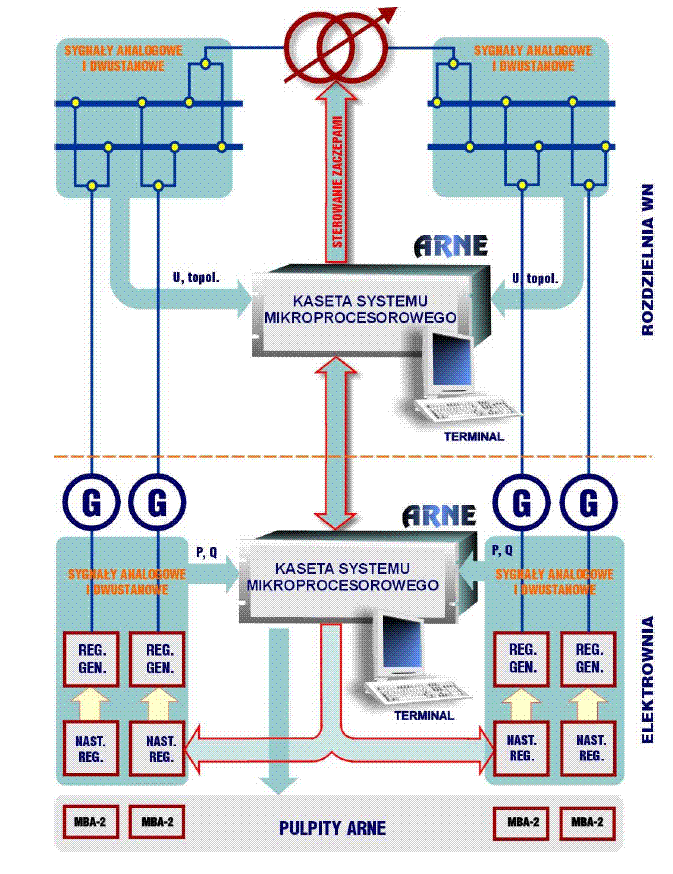 SYGNAŁY ANALOGOWE
I DWUSTANOWE
SYGNAŁY ANALOGOWE
I DWUSTANOWE
STEROWANIE ZACZEPAMI
ROZDZIELNIA WN
ARNE
U, topol.
U, topol.
KASETA SYSTEMU
MIKROPROCESOROWEGO
TERMINAL
G
G
G
G
ARNE
P, Q
P, Q
KASETA SYSTEMU
MIKROPROCESOROWEGO
SYGNAŁY ANALOGOWE
I DWUSTANOWE
SYGNAŁY ANALOGOWE
I DWUSTANOWE
ELEKTROWNIA
REG.
GEN.
REG.
GEN.
REG.
GEN.
REG.
GEN.
TERMINAL
NAST.
REG.
NAST.
REG.
NAST.
REG.
NAST.
REG.
MBA-2
MBA-2
PULPITY ARNE
MBA-2
MBA-2